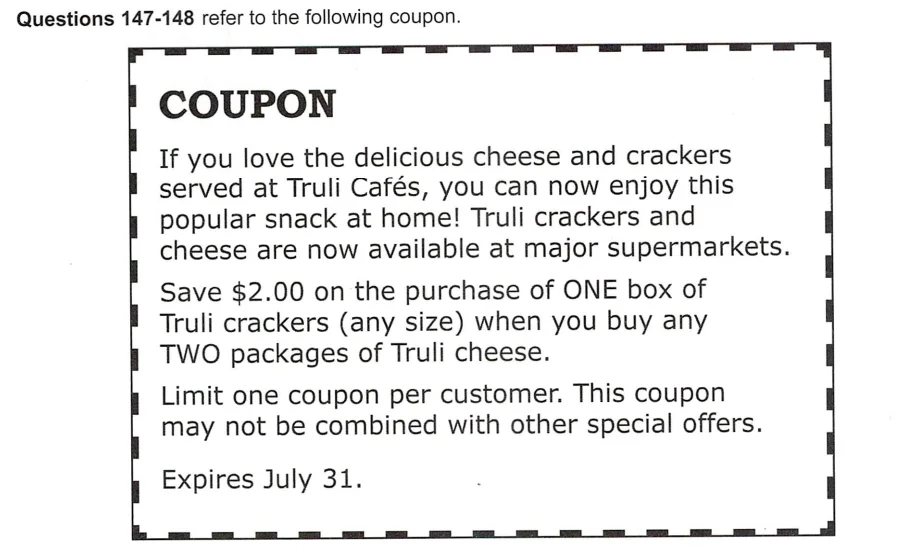 Questions 147-148 refer to the following coupon.
COUPON
If you love the delicious cheese and crackers
served at Truli Cafés, you can now enjoy this
popular snack at home! Truli crackers and
cheese are now available at major supermarkets.
Save $2.00 on the purchase of ONE box of
Truli crackers (any size) when you buy any
TWO packages of Truli cheese.
Limit one coupon per customer. This coupon
may not be combined with other special offers.
Expires July 31.